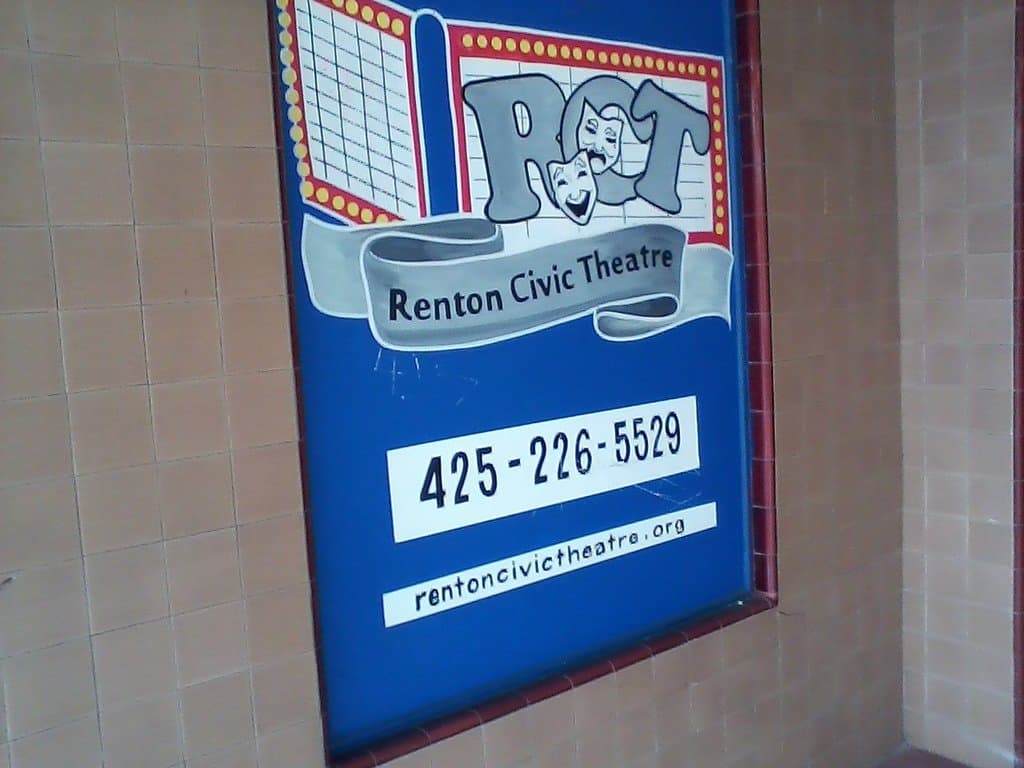 RCT
Renton Civic Theatre
425-226-5529
rentoncivictheatre.org